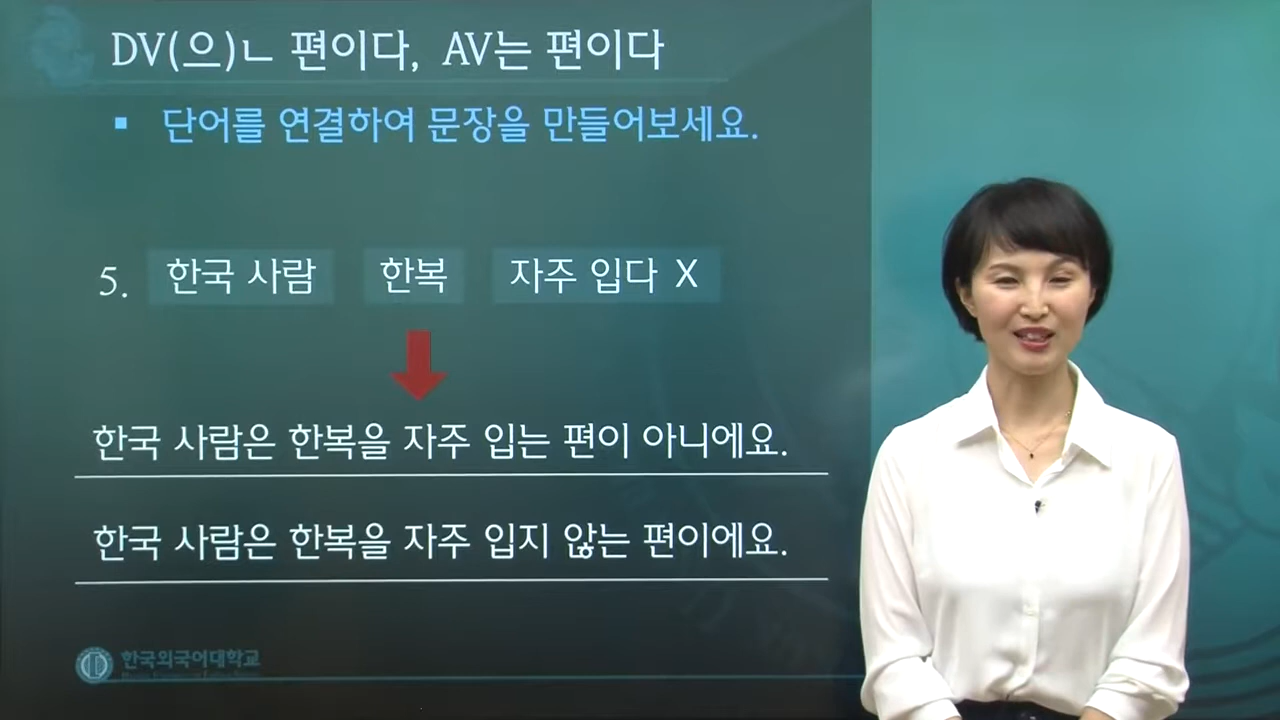 DV(으)ㄴ 편이다, AV는 편이다
▪ 단어를 연결하여 문장을 만들어보세요.
5. 한국 사람 한복 자주 입다 X
한국 사람은 한복을 자주 입는 편이 아니에요.
한국 사람은 한복을 자주 입지 않는 편이에요.
한국외국어대학교